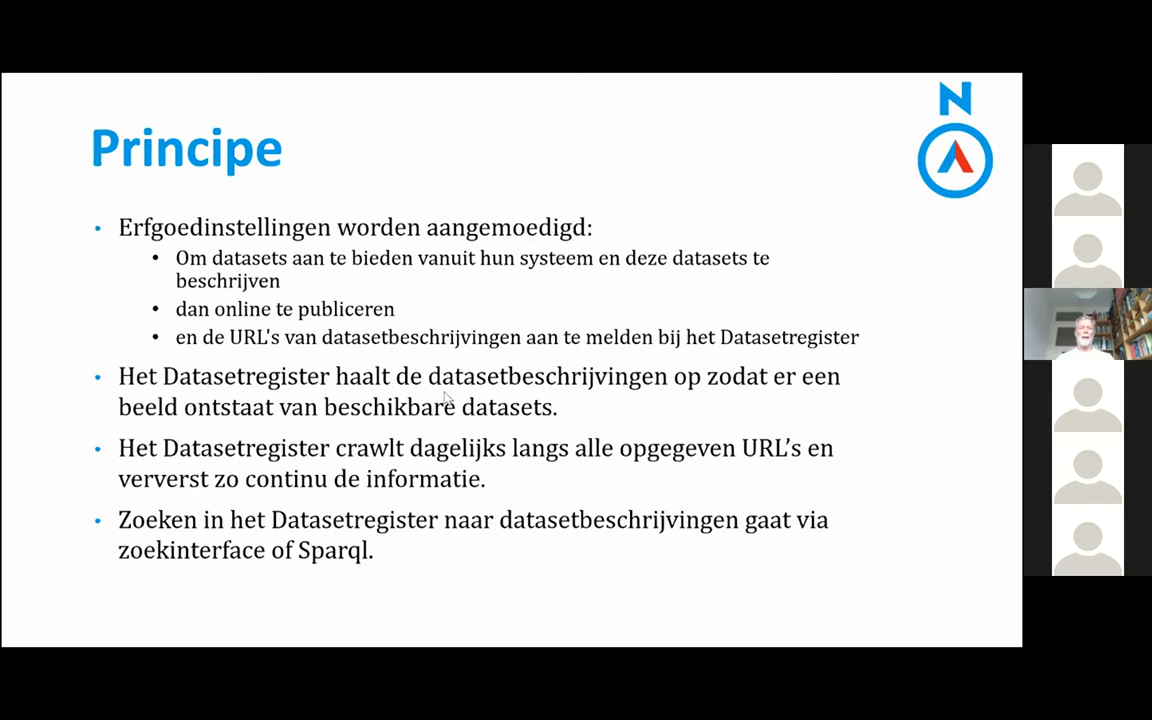 N
Principe
Erfgoedinstellingen worden aangemoedigd:
Om datasets aan te bieden vanuit hun systeem en deze datasets te
beschrijven
dan online te publiceren
en de URL's van datasetbeschrijvingen aan te melden bij het Datasetregister
Het Datasetregister haalt de datasetbeschrijvingen op zodat er een
beeld ontstaat van beschikbare datasets.
Het Datasetregister crawlt dagelijks langs alle opgegeven URL’s en
ververst zo continu de informatie.
Zoeken in het Datasetregister naar datasetbeschrijvingen gaat via
zoekinterface of Sparql.